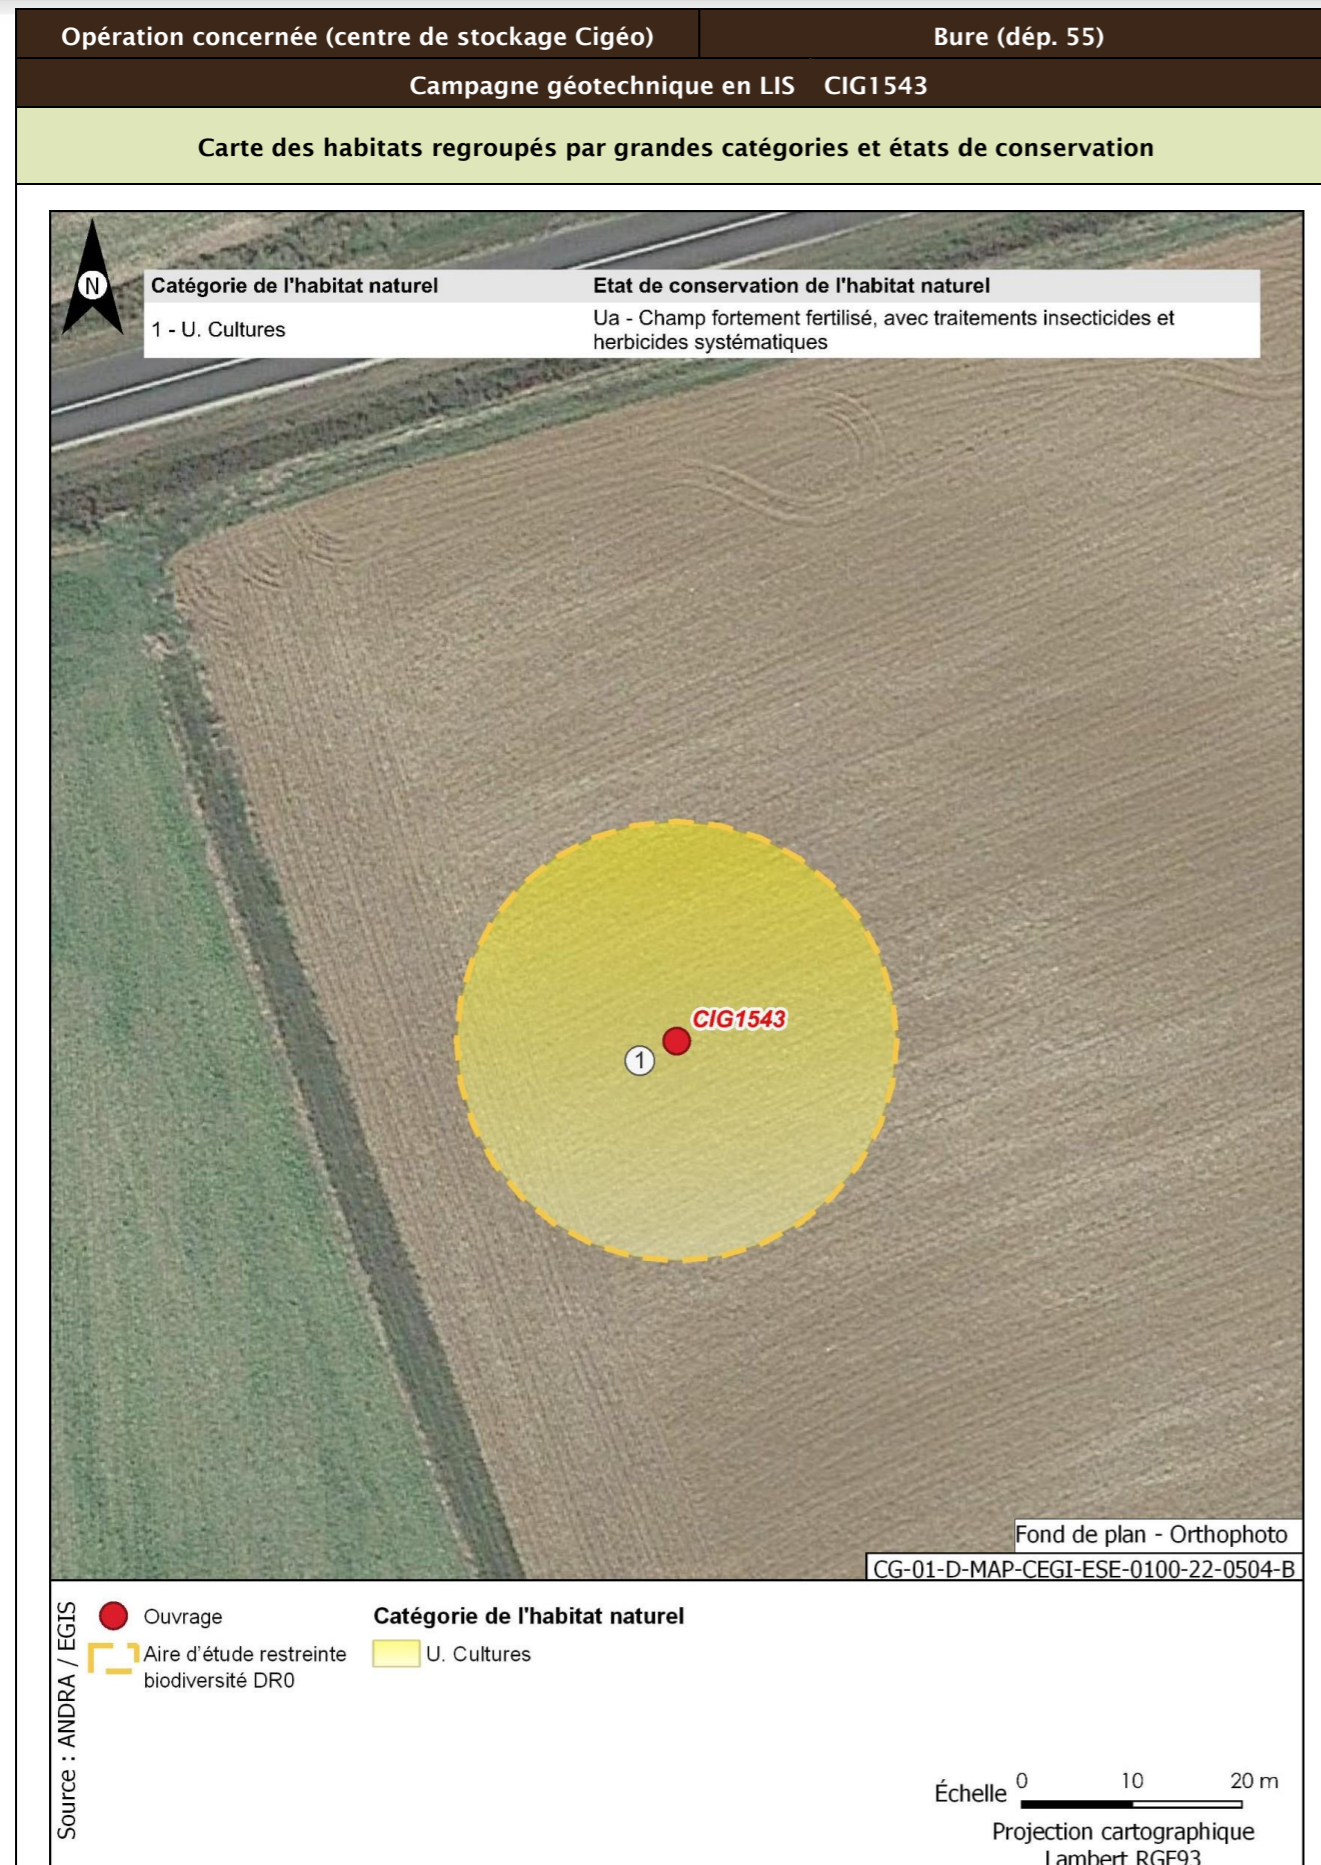 Opération concernée (centre de stockage Cigéo)
Bure (dép. 55)
Campagne géotechnique en LIS CIG1543
Carte des habitats regroupés par grandes catégories et états de conservation
N
Catégorie de l'habitat naturel
Etat de conservation de l'habitat naturel
1 - U. Cultures
Ua - Champ fortement fertilisé, avec traitements insecticides et
herbicides systématiques
CIG1543
1
Fond de plan - Orthophoto
CG-01-D-MAP-CEGI-ESE-0100-22-0504-B
Source : ANDRA / EGIS
Ouvrage
Aire d'étude restreinte
biodiversité DR0
Catégorie de l'habitat naturel
U. Cultures
Échelle 0 10 20 m
Projection cartographique
Lambert RGF93